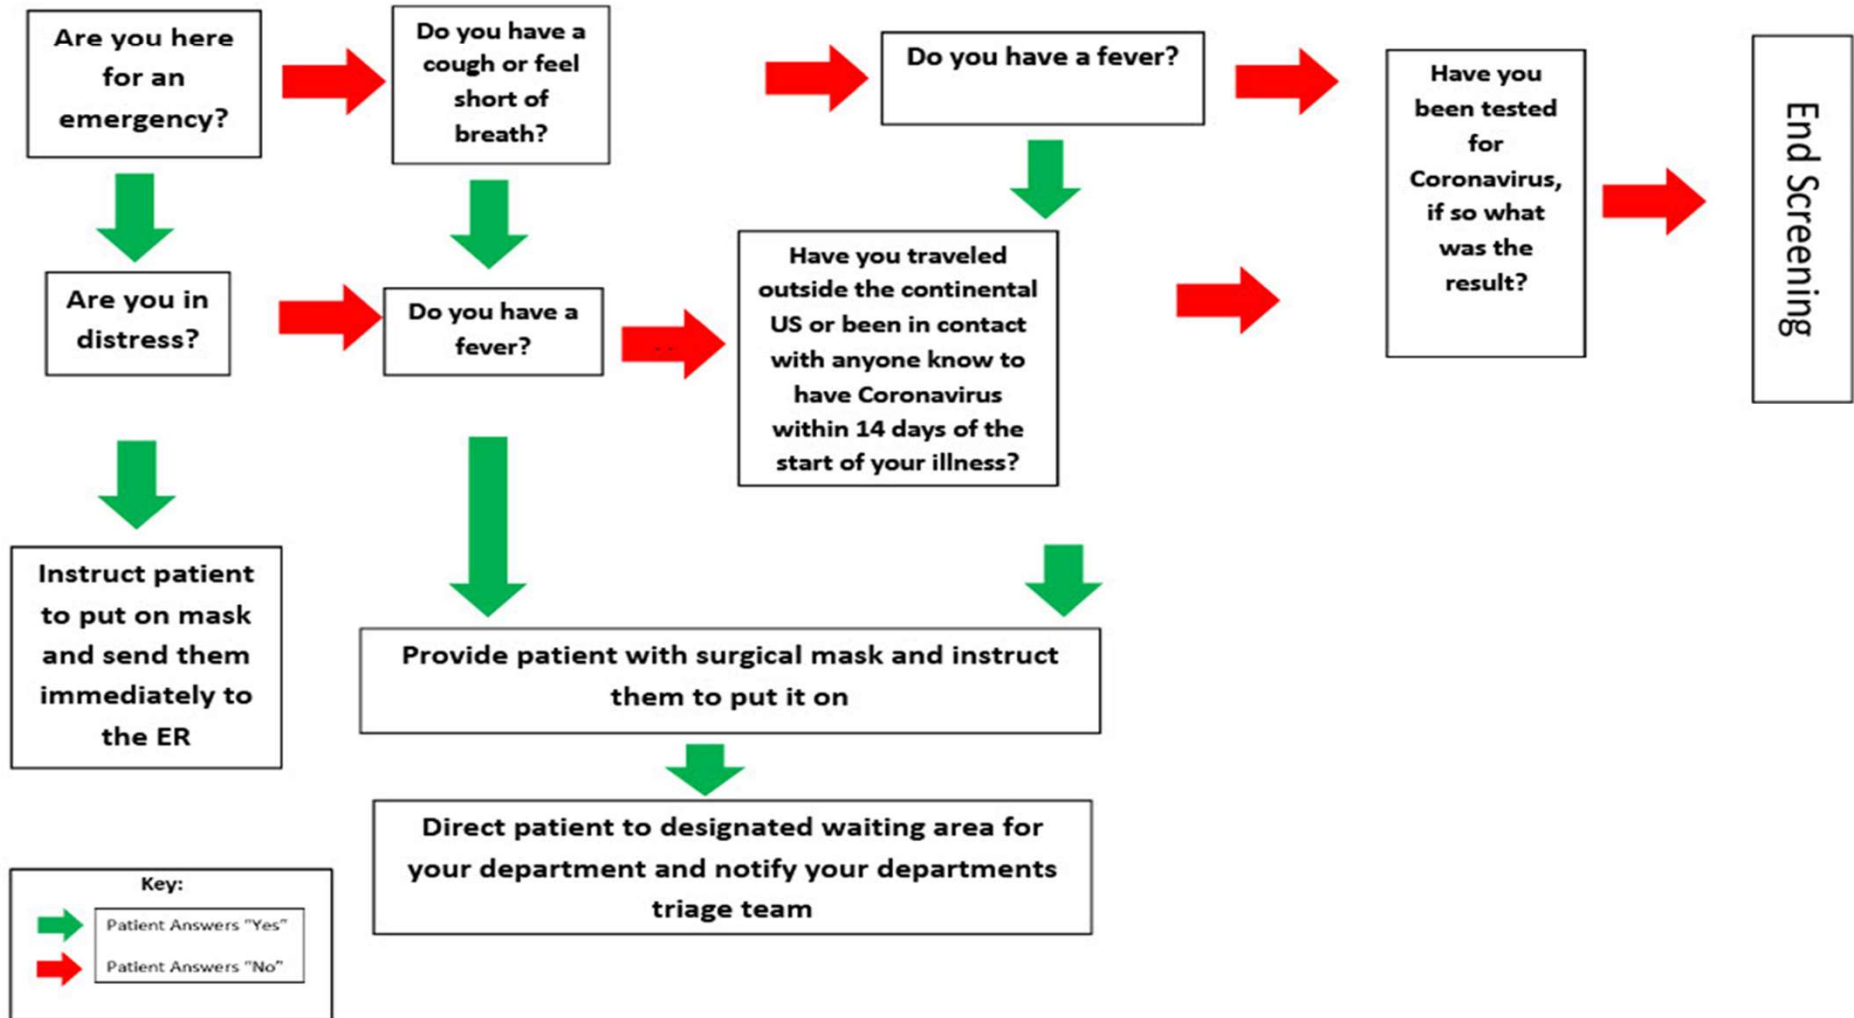 Are you here
for an
emergency?
Do you have a
cough or feel
short of
breath?
Do you have a fever?
Have you
been tested
for
Coronavirus,
if so what
was the
result?
End Screening
Are you in
distress?
Do you have a
fever?
Have you traveled
outside the continental
US or been in contact
with anyone know to
have Coronavirus
within 14 days of the
start of your illness?
Instruct patient
to put on mask
and send them
immediately to
the ER
Provide patient with surgical mask and instruct
them to put it on
Direct patient to designated waiting area for
your department and notify your departments
triage team
Key:
Patient Answers "Yes"
Patient Answers "No"